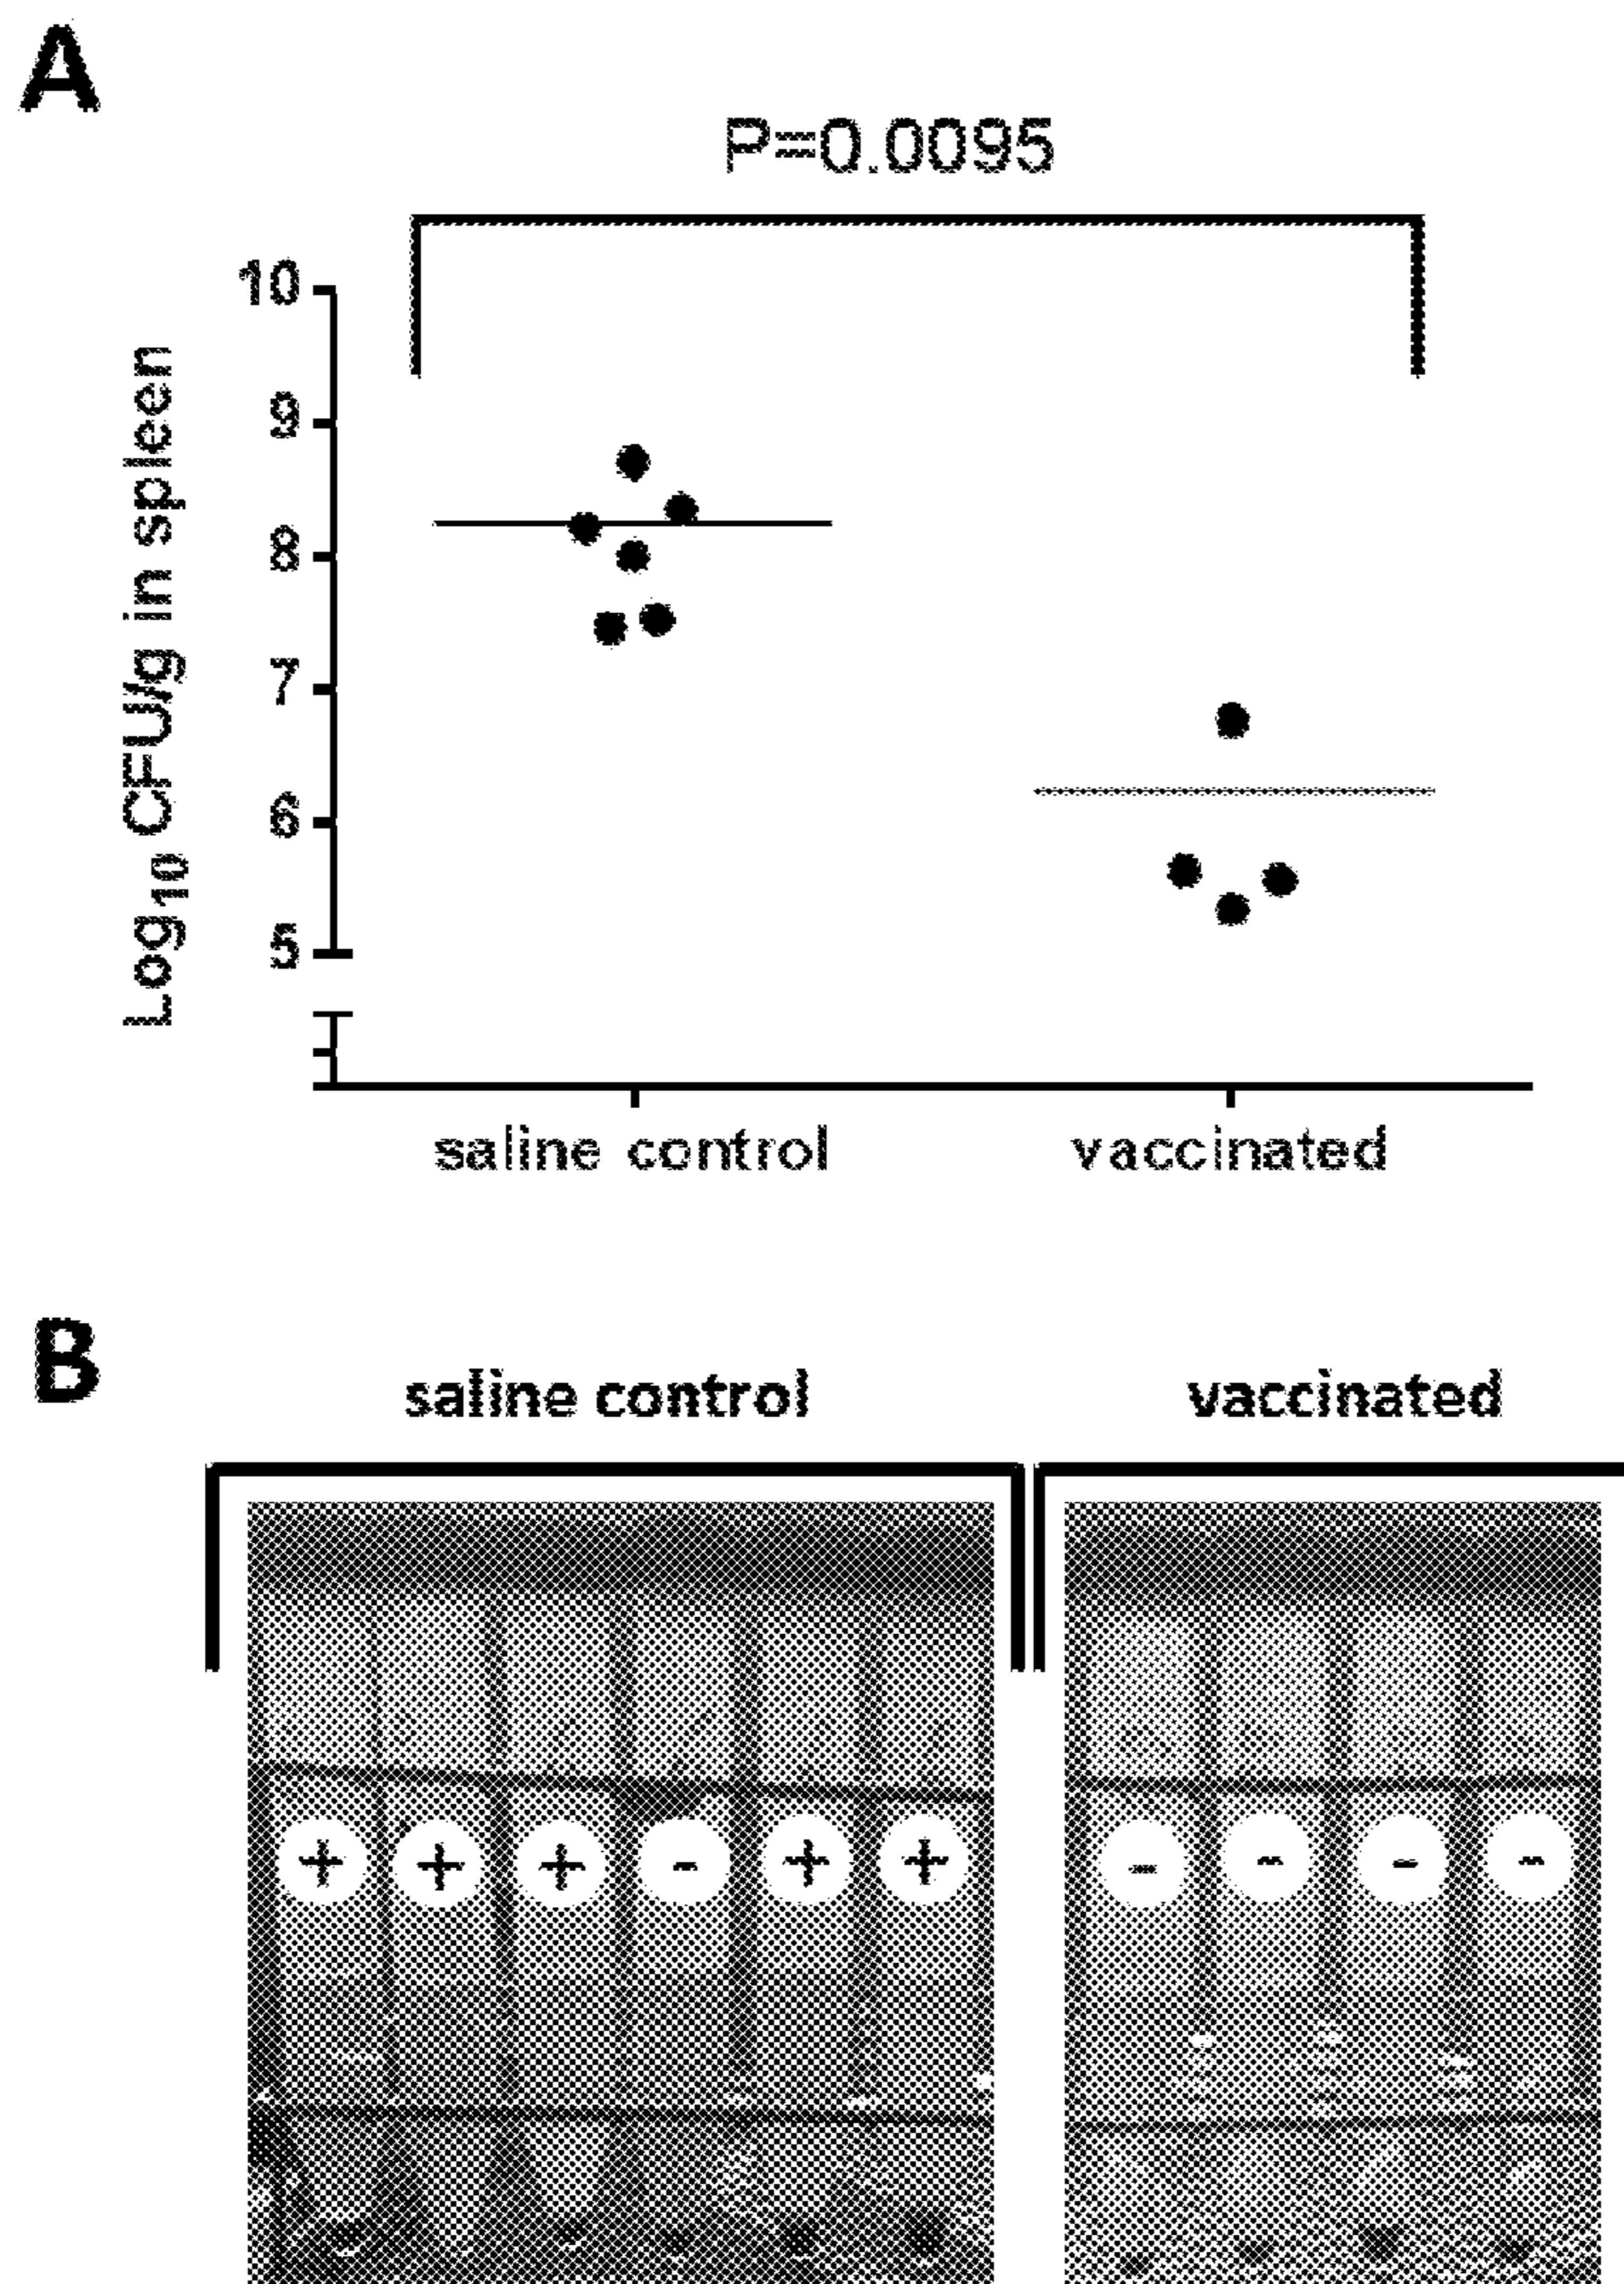 A
P=0.0095
10
9
8
7
6
5
Log10 CFU/g in spleen
saline control vaccinated
B
saline control vaccinated
+ + + - + + - - - -